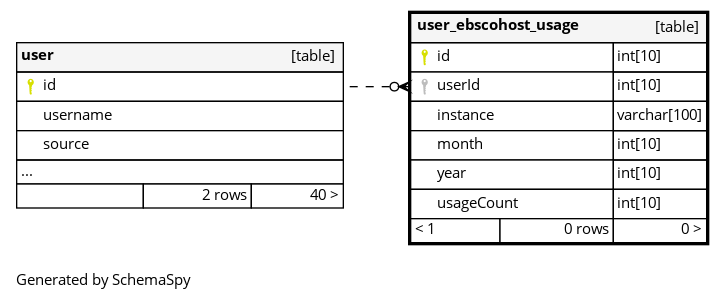 user [table]
id
username
source
...
2 rows 40 >
user_ebscohost_usage [table]
id int[10]
userId int[10]
instance varchar[100]
month int[10]
year int[10]
usageCount int[10]
< 1 0 rows 0 >
Generated by SchemaSpy